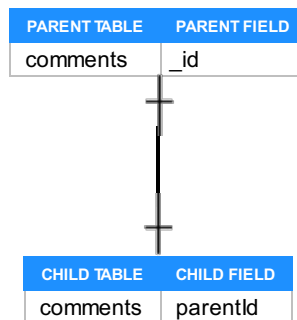 PARENT TABLE PARENT FIELD
comments _id
CHILD TABLE CHILD FIELD
comments parentId